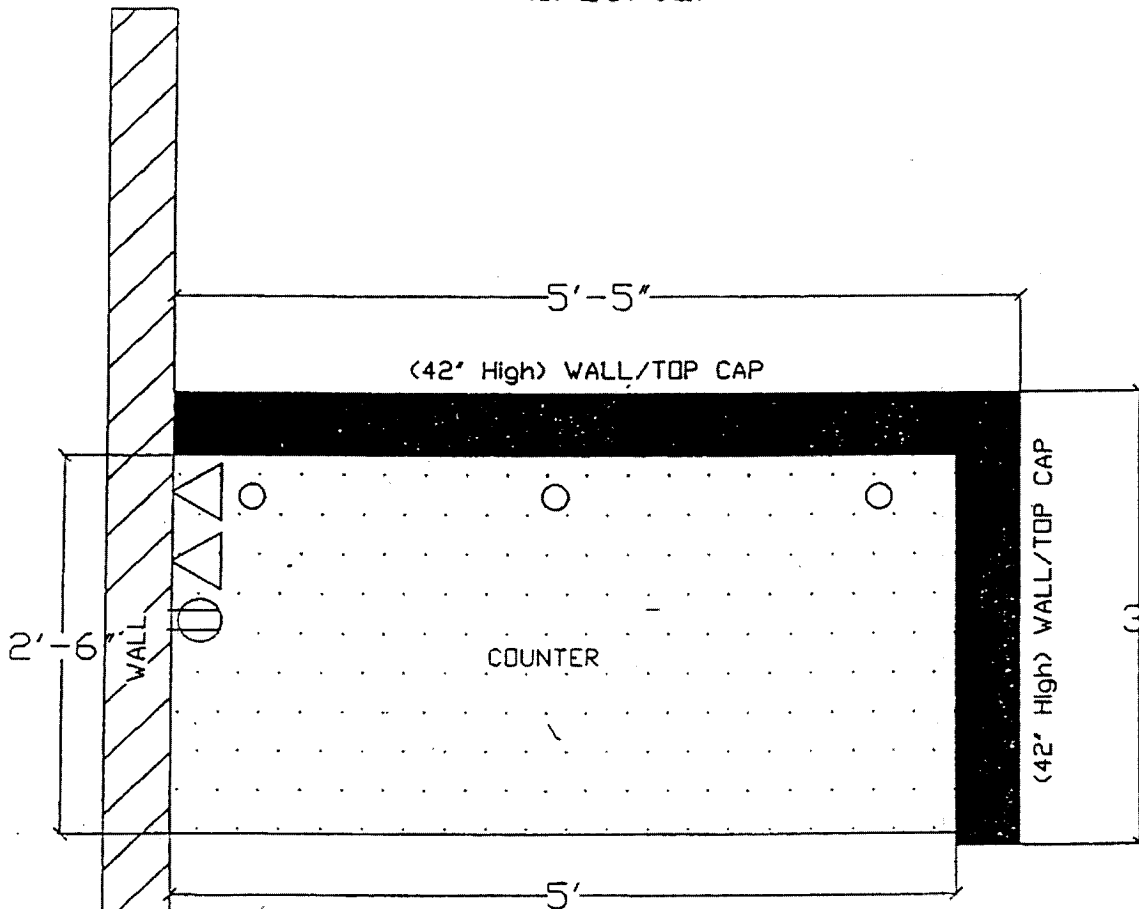 5'-5"
(42" High) WALL/TOP CAP
(42" High) WALL/TOP CAP
2'-6"
WALL
COUNTER
5'